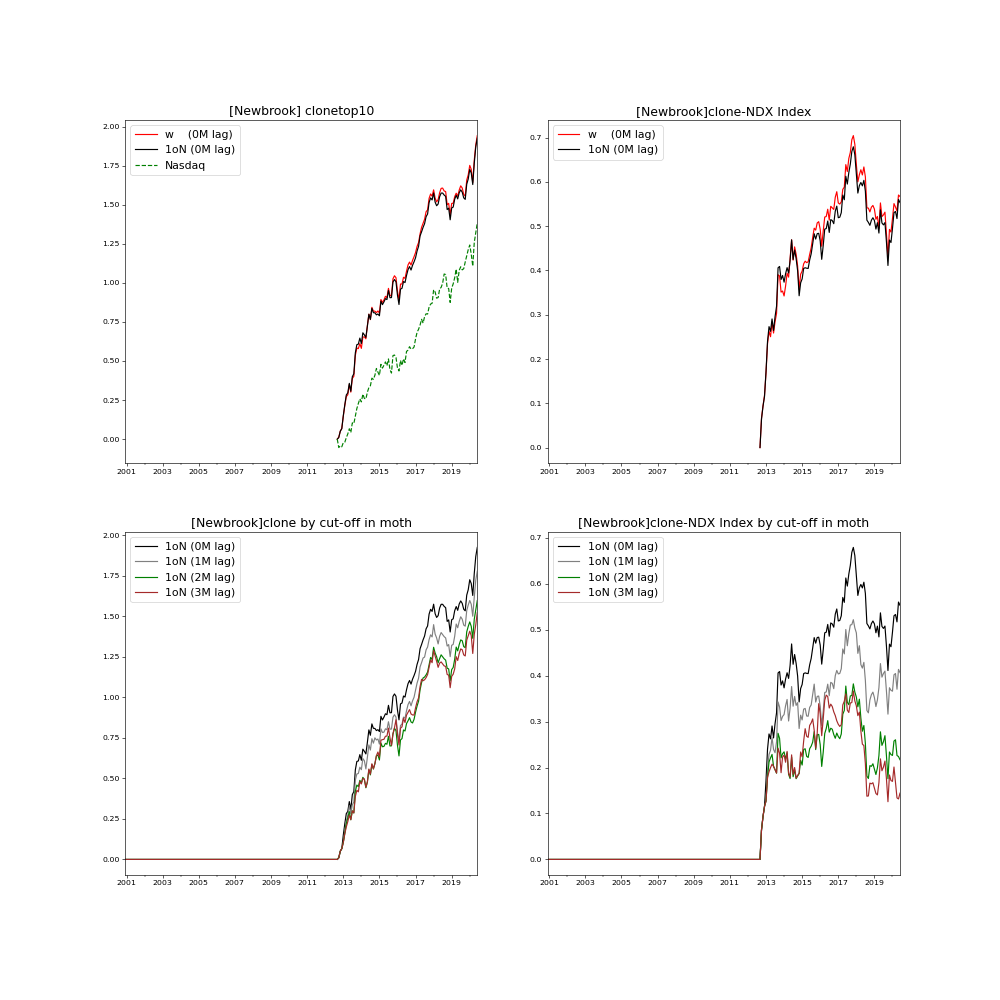 [Newbrook] clonetop10
2.00
1.75
1.50
1.25
1.00
0.75
0.50
0.25
0.00
w (0M lag)
1oN (0M lag)
Nasdaq
2001 2003 2005 2007 2009 2011 2013 2015 2017 2019
[Newbrook]clone-NDX Index
0.7
0.6
0.5
0.4
0.3
0.2
0.1
0.0
w (0M lag)
1oN (0M lag)
2001 2003 2005 2007 2009 2011 2013 2015 2017 2019
[Newbrook]clone by cut-off in moth
2.00
1.75
1.50
1.25
1.00
0.75
0.50
0.25
0.00
1oN (0M lag)
1oN (1M lag)
1oN (2M lag)
1oN (3M lag)
2001 2003 2005 2007 2009 2011 2013 2015 2017 2019
[Newbrook]clone-NDX Index by cut-off in moth
0.7
0.6
0.5
0.4
0.3
0.2
0.1
0.0
1oN (0M lag)
1oN (1M lag)
1oN (2M lag)
1oN (3M lag)
2001 2003 2005 2007 2009 2011 2013 2015 2017 2019